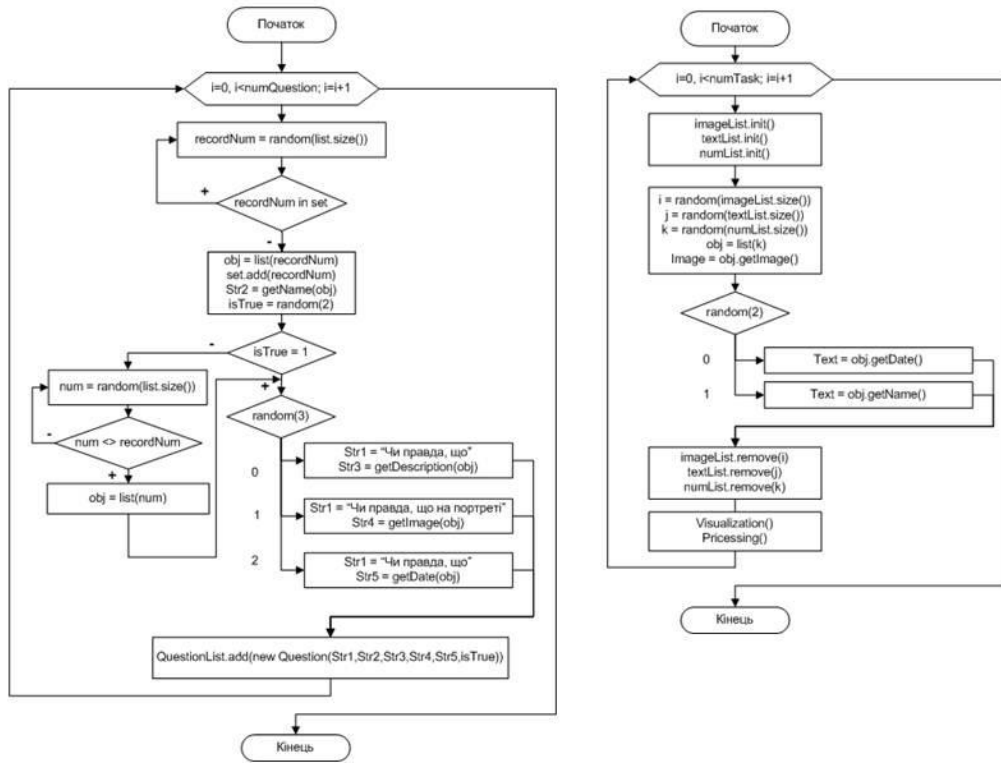 Початок
i=0, i<numQuestion; i=i+1
recordNum = random(list.size())
+
recordNum in set
-
obj = list(recordNum)
set.add(recordNum)
Str2 = getName(obj)
isTrue = random(2)
-
isTrue = 1
+
num = random(list.size())
random(3)
-
num <> recordNum
+
obj = list(num)
0
Str1 = "Чи правда, що"
Str3 = getDescription(obj)
1
Str1 = "Чи правда, що на портреті"
Str4 = getImage(obj)
2
Str1 = "Чи правда, що"
Str5 = getDate(obj)
QuestionList.add(new Question(Str1,Str2,Str3,Str4,Str5,isTrue))
Кінець
Початок
i=0, i<numTask; i=i+1
imageList.init()
textList.init()
numList.init()
i = random(imageList.size())
j = random(textList.size())
k = random(numList.size())
obj = list(k)
Image = obj.getImage()
random(2)
0
Text = obj.getDate()
1
Text = obj.getName()
imageList.remove(i)
textList.remove(j)
numList.remove(k)
Visualization()
Pricessing()
Кінець